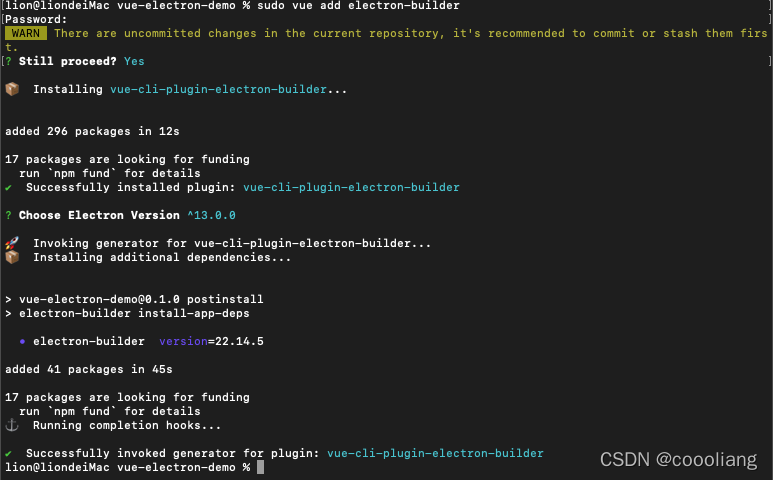 [lion@liondeiMac vue-electron-demo % sudo vue add electron-builder ]
[Password: ]
WARN There are uncommitted changes in the current repository, it's recommended to commit or stash them firs
t.
[? Still proceed? Yes ]
📦 Installing vue-cli-plugin-electron-builder...
added 296 packages in 12s
17 packages are looking for funding
run `npm fund` for details
✔ Successfully installed plugin: vue-cli-plugin-electron-builder
? Choose Electron Version ^13.0.0
🚀 Invoking generator for vue-cli-plugin-electron-builder...
📦 Installing additional dependencies...
> vue-electron-demo@0.1.0 postinstall
> electron-builder install-app-deps
• electron-builder version=22.14.5
added 41 packages in 45s
17 packages are looking for funding
run `npm fund` for details
⚓ Running completion hooks...
✔ Successfully invoked generator for plugin: vue-cli-plugin-electron-builder
lion@liondeiMac vue-electron-demo %
CSDN @coooliang